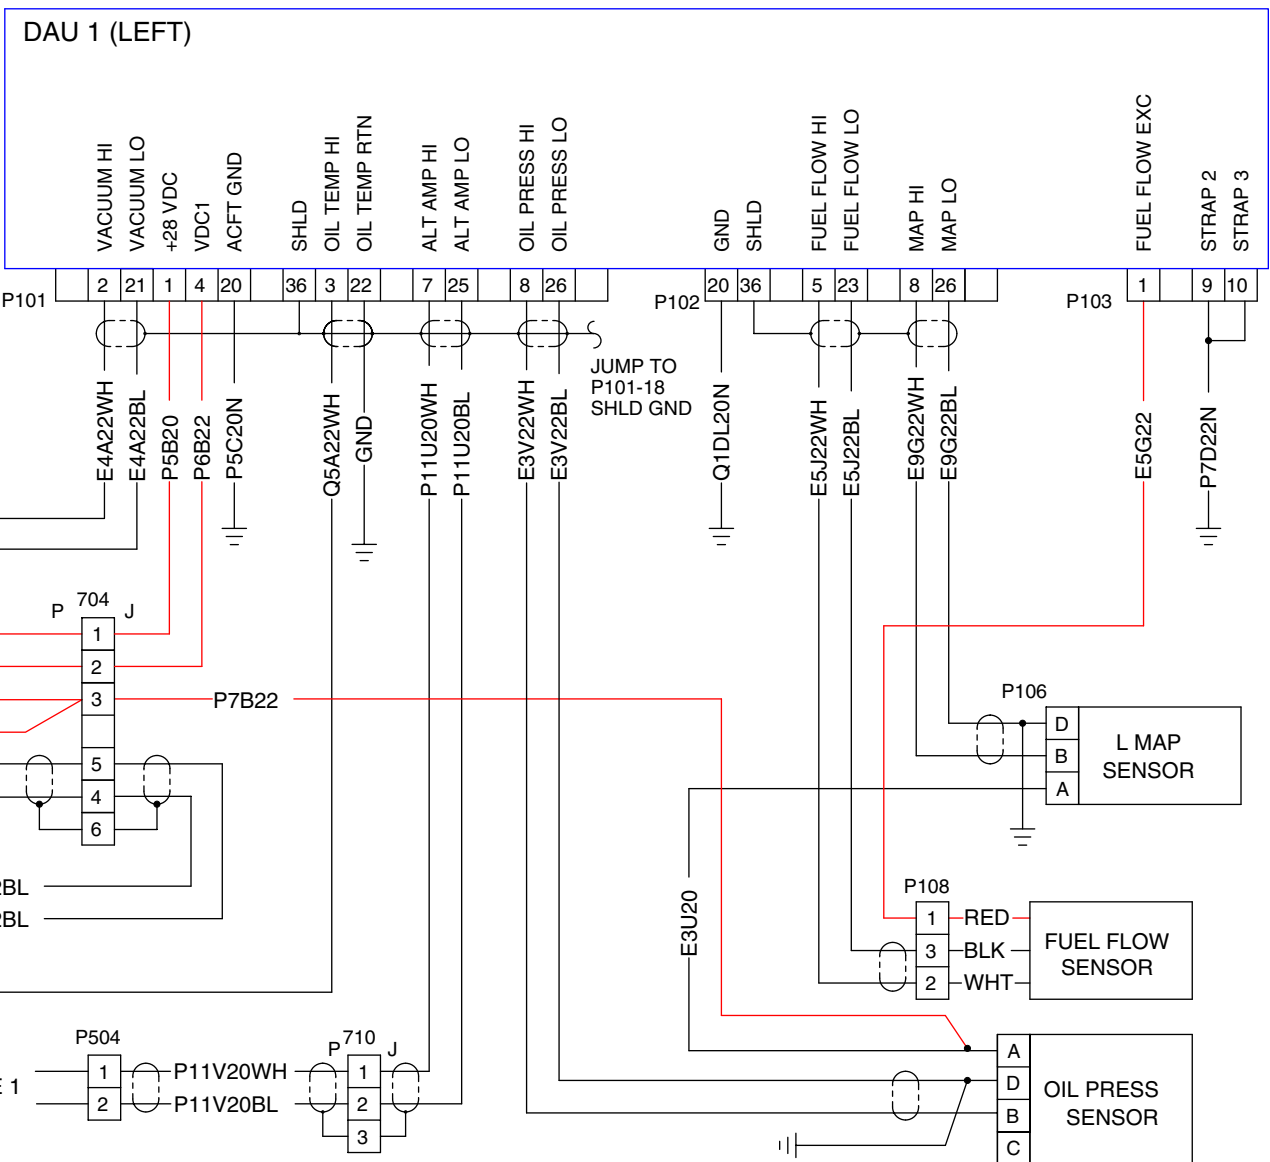 DAU 1 (LEFT)
VACUUM HI
VACUUM LO
+28 VDC
VDC1
ACFT GND
SHLD
OIL TEMP HI
OIL TEMP RTN
ALT AMP HI
ALT AMP LO
OIL PRESS HI
OIL PRESS LO
GND
SHLD
FUEL FLOW HI
FUEL FLOW LO
MAP HI
MAP LO
FUEL FLOW EXC
STRAP 2
STRAP 3
P101 2 21 1 4 20 36 3 22 7 25 8 26
P102 20 36 5 23 8 26
P103 1 9 10
JUMP TO
P101-18
SHLD GND
E4A22WH
E4A22BL
P5B20
P6B22
P5C20N
Q5A22WH
GND
P11U20WH
P11U20BL
E3V22WH
E3V22BL
Q1DL20N
E5J22WH
E5J22BL
E9G22WH
E9G22BL
E5G22
P7D22N
P 704 J
1
2
3
P7B22
5
4
6
P106
D
B
A
L MAP
SENSOR
2BL
2BL
E3U20
P108
1 RED
3 BLK
2 WHT
FUEL FLOW
SENSOR
P504
1 P11V20WH
2 P11V20BL
E 1
P 710 J
1
2
3
A
D
B
C
OIL PRESS
SENSOR